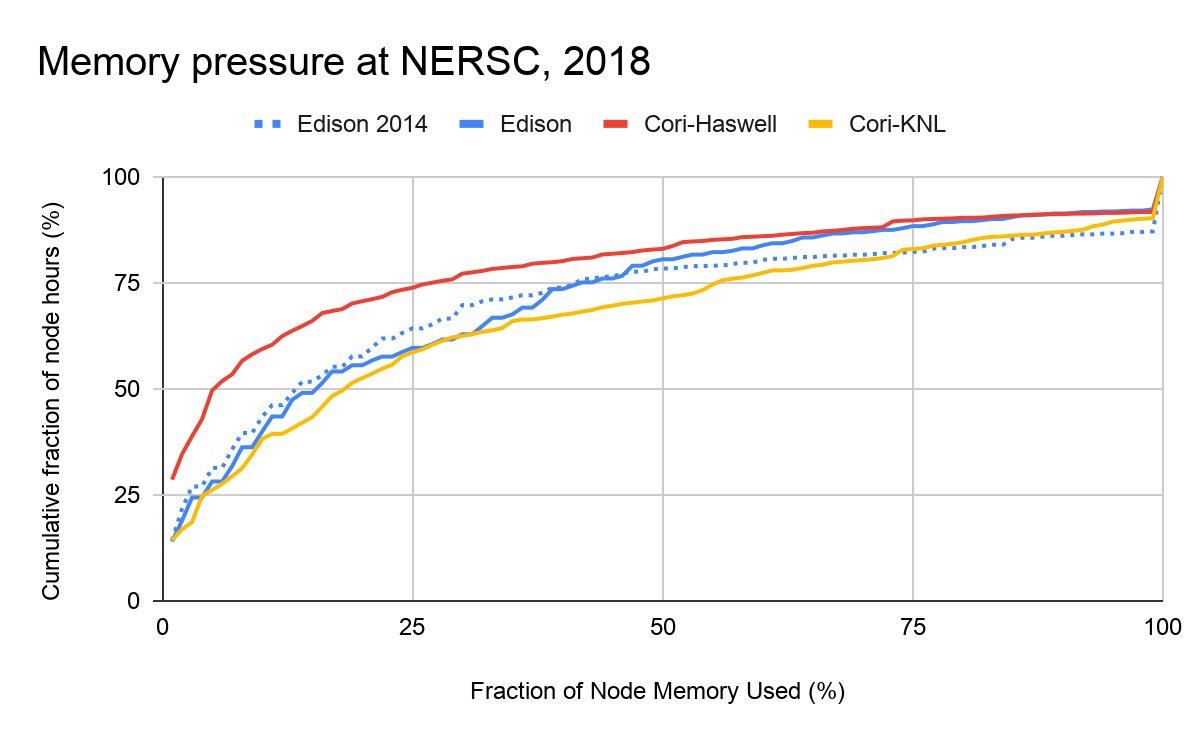 Memory pressure at NERSC, 2018
Edison 2014 Edison Cori-Haswell Cori-KNL
Cumulative fraction of node hours (%)
100
75
50
25
0
0 25 50 75 100
Fraction of Node Memory Used (%)